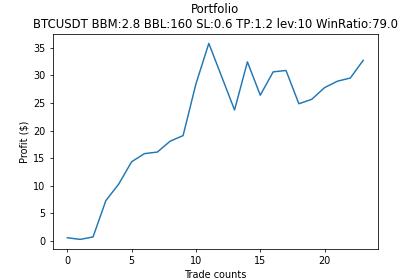 Portfolio
BTCUSDT BBM:2.8 BBL:160 SL:0.6 TP:1.2 lev:10 WinRatio:79.0
35
30
25
20
15
10
5
0
Profit ($)
0 5 10 15 20
Trade counts